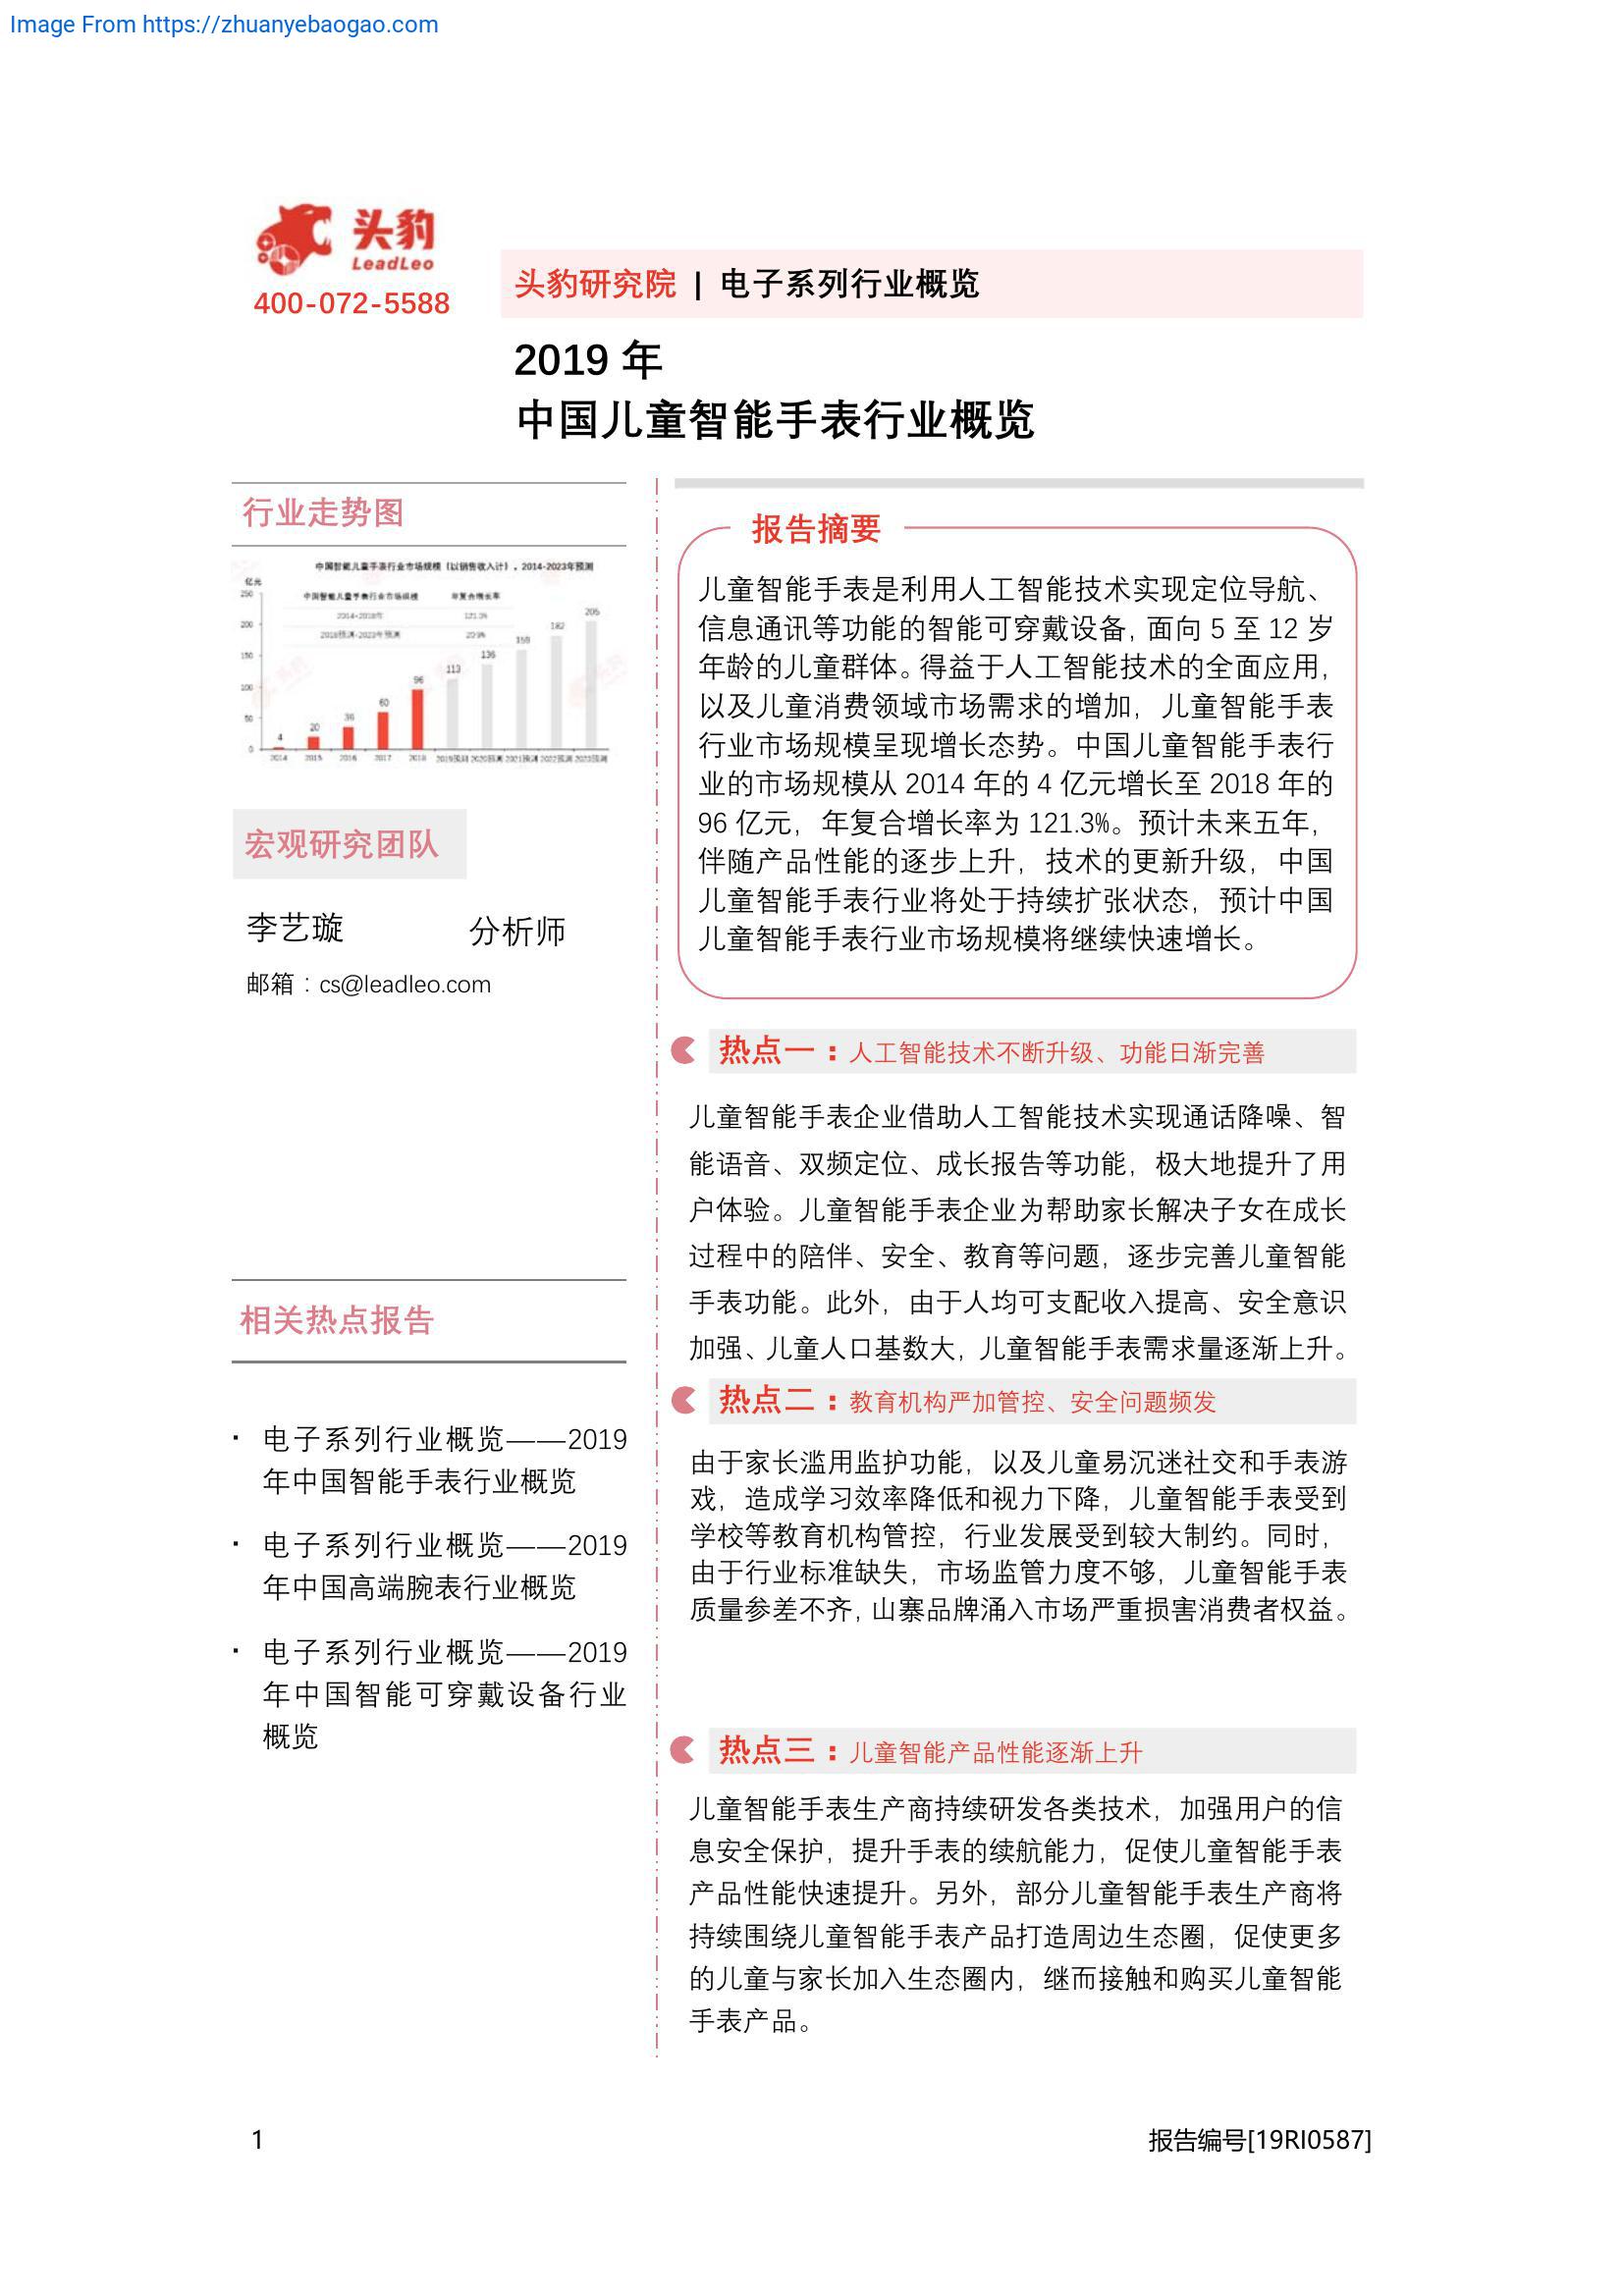 Image From https://zhuanyebaogao.com
头豹
LeadLeo
400-072-5588
头豹研究院 | 电子系列行业概览
2019 年
中国儿童智能手表行业概览
行业走势图
中国智能儿童手表行业市场规模（以销售收入计），2014-2023年预测
亿元
中国智能儿童手表行业市场规模 年复合增长率
2014-2018年 121.3%
2018预测-2023年预测
250
200
150
100
50
0
4
20
36
60
96
113
136
159
182
205
2014 2015 2016 2017 2018 2019预测 2020预测 2021预测 2022预测 2023预测
宏观研究团队
李艺璇 分析师
邮箱：cs@leadleo.com
相关热点报告
· 电子系列行业概览——2019
年中国智能手表行业概览
· 电子系列行业概览——2019
年中国高端腕表行业概览
· 电子系列行业概览——2019
年中国智能可穿戴设备行业
概览
报告摘要
儿童智能手表是利用人工智能技术实现定位导航、
信息通讯等功能的智能可穿戴设备，面向 5 至 12 岁
年龄的儿童群体。得益于人工智能技术的全面应用，
以及儿童消费领域市场需求的增加，儿童智能手表
行业市场规模呈现增长态势。中国儿童智能手表行
业的市场规模从 2014 年的 4 亿元增长至 2018 年的
96 亿元，年复合增长率为 121.3%。预计未来五年，
伴随产品性能的逐步上升，技术的更新升级，中国
儿童智能手表行业将处于持续扩张状态，预计中国
儿童智能手表行业市场规模将继续快速增长。
热点一：人工智能技术不断升级、功能日渐完善
儿童智能手表企业借助人工智能技术实现通话降噪、智
能语音、双频定位、成长报告等功能，极大地提升了用
户体验。儿童智能手表企业为帮助家长解决子女在成长
过程中的陪伴、安全、教育等问题，逐步完善儿童智能
手表功能。此外，由于人均可支配收入提高、安全意识
加强、儿童人口基数大，儿童智能手表需求量逐渐上升。
热点二：教育机构严加管控、安全问题频发
由于家长滥用监护功能，以及儿童易沉迷社交和手表游
戏，造成学习效率降低和视力下降，儿童智能手表受到
学校等教育机构管控，行业发展受到较大制约。同时，
由于行业标准缺失，市场监管力度不够，儿童智能手表
质量参差不齐，山寨品牌涌入市场严重损害消费者权益。
热点三：儿童智能产品性能逐渐上升
儿童智能手表生产商持续研发各类技术，加强用户的信
息安全保护，提升手表的续航能力，促使儿童智能手表
产品性能快速提升。另外，部分儿童智能手表生产商将
持续围绕儿童智能手表产品打造周边生态圈，促使更多
的儿童与家长加入生态圈内，继而接触和购买儿童智能
手表产品。
1
报告编号[19RI0587]